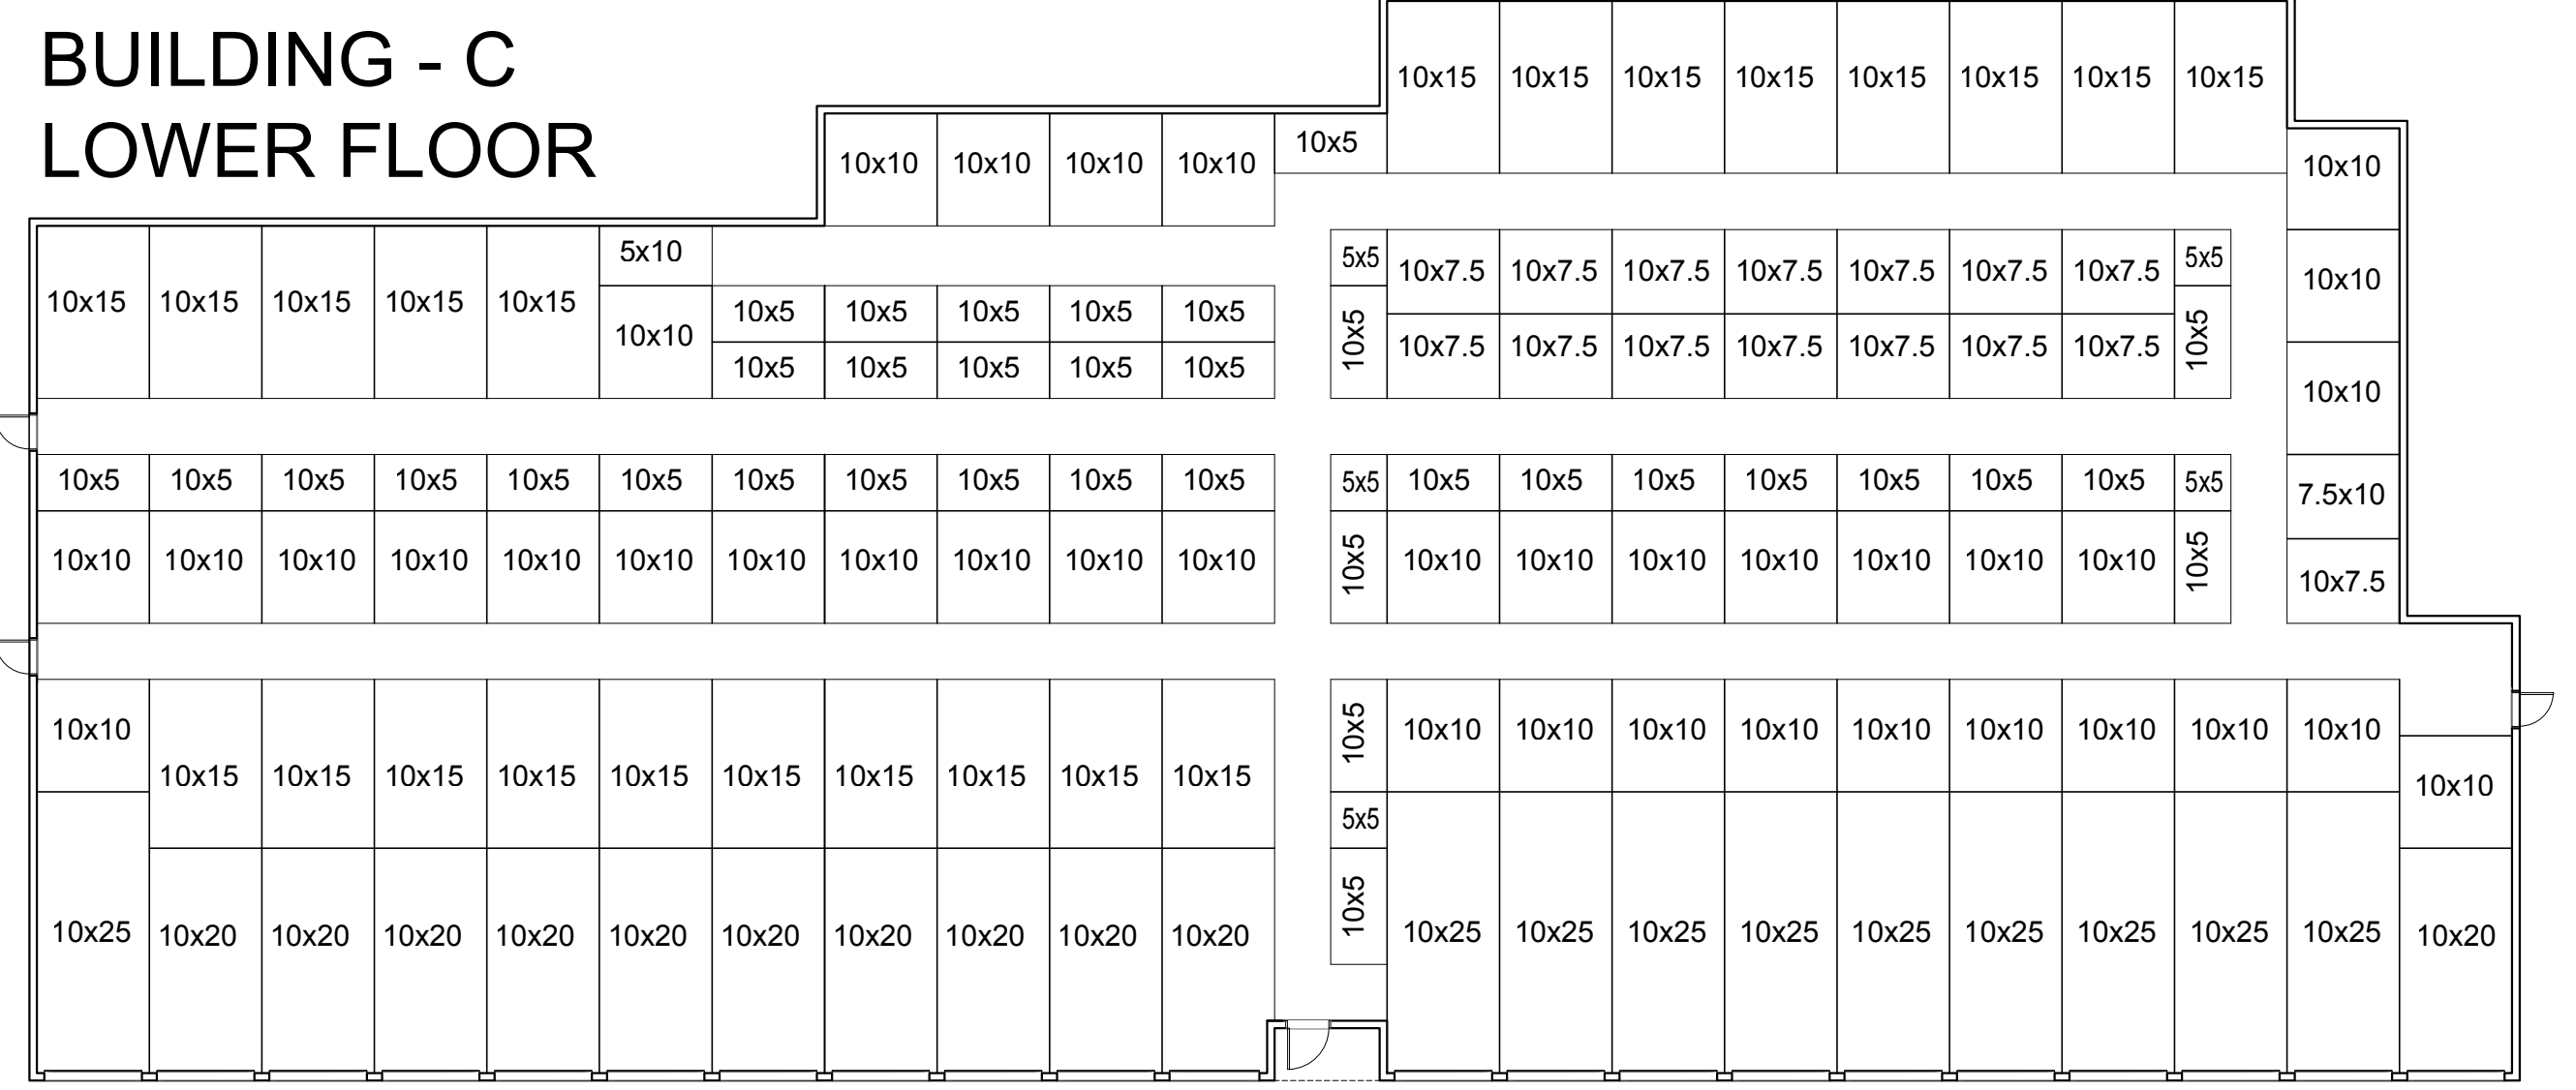 BUILDING - C
LOWER FLOOR
10x15 10x15 10x15 10x15 10x15 10x15 10x15 10x15
10x5
10x10 10x10 10x10 10x10 10x10
5x10
5x5 10x7.5 10x7.5 10x7.5 10x7.5 10x7.5 10x7.5 10x7.5 5x5
10x10
10x15 10x15 10x15 10x15 10x15
10x10
10x5 10x5 10x5 10x5 10x5
10x5 10x7.5 10x7.5 10x7.5 10x7.5 10x7.5 10x7.5 10x7.5 10x5
10x5 10x5 10x5 10x5 10x5
10x10
10x5 10x5 10x5 10x5 10x5 10x5 10x5 10x5 10x5 10x5 10x5
5x5 10x5 10x5 10x5 10x5 10x5 10x5 10x5 5x5
7.5x10
10x10 10x10 10x10 10x10 10x10 10x10 10x10 10x10 10x10 10x10 10x10
10x5 10x10 10x10 10x10 10x10 10x10 10x10 10x10 10x5
10x7.5
10x10
10x5 10x10 10x10 10x10 10x10 10x10 10x10 10x10 10x10 10x10
10x15 10x15 10x15 10x15 10x15 10x15 10x15 10x15 10x15 10x15
10x10
5x5
10x5
10x25 10x20 10x20 10x20 10x20 10x20 10x20 10x20 10x20 10x20 10x20
10x25 10x25 10x25 10x25 10x25 10x25 10x25 10x25 10x25 10x20